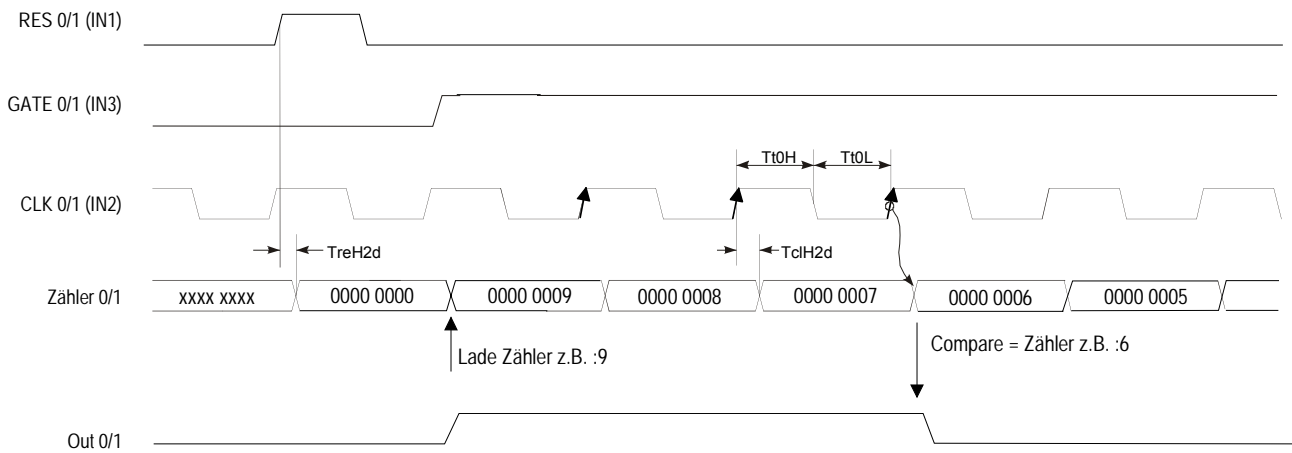 RES 0/1 (IN1)
GATE 0/1 (IN3)
Tt0H Tt0L
CLK 0/1 (IN2)
TreH2d TclH2d
Zähler 0/1 xxxx xxxx 0000 0000 0000 0009 0000 0008 0000 0007 0000 0006 0000 0005
Lade Zähler z.B. :9 Compare = Zähler z.B. :6
Out 0/1